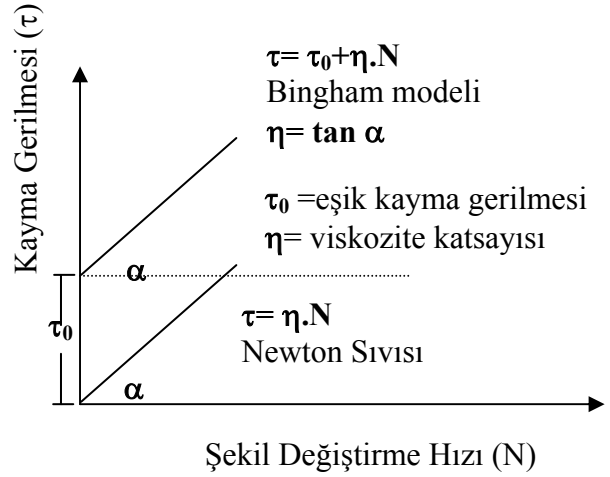 Kayma Gerilmesi (τ)
τ= τ₀+η.N
Bingham modeli
η= tan α
τ₀ =eşik kayma gerilmesi
η= viskozite katsayısı
α
τ₀
τ= η.N
Newton Sıvısı
α
Şekil Değiştirme Hızı (N)